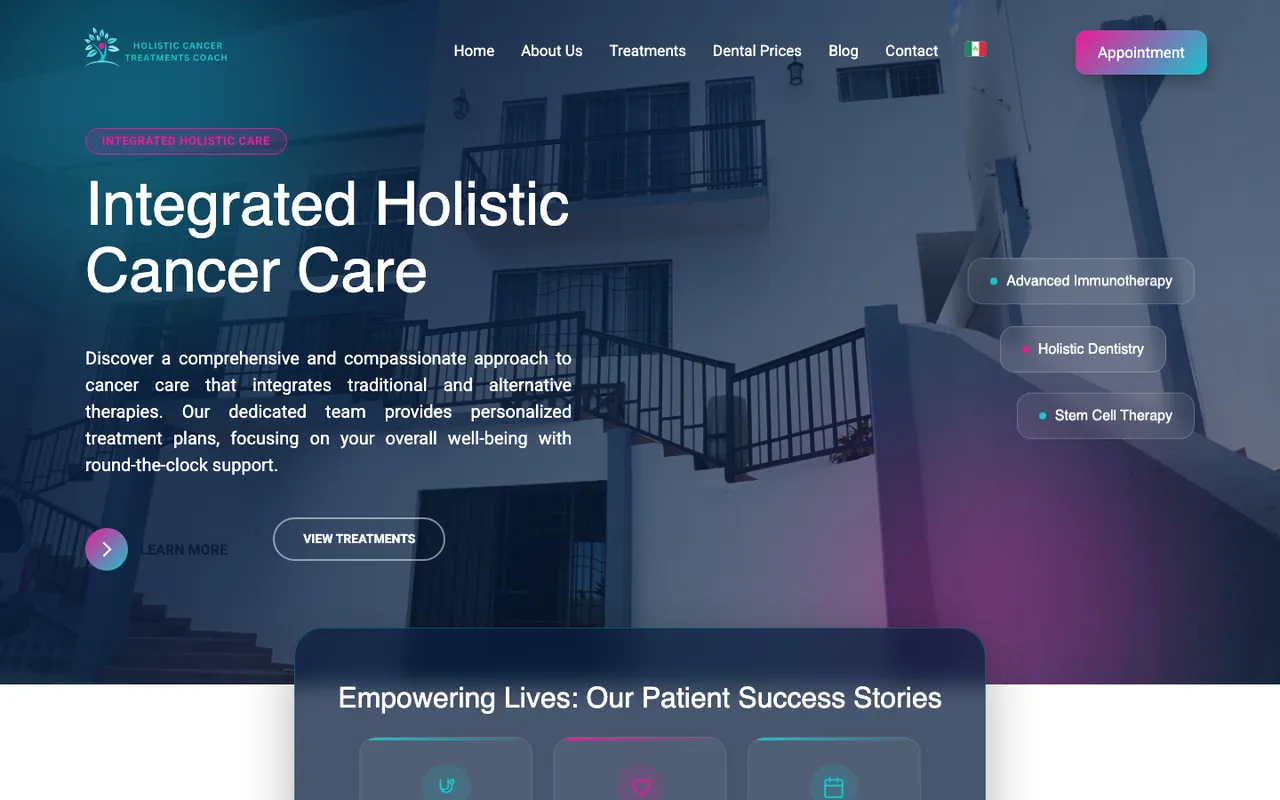 HOLISTIC CANCER
TREATMENTS COACH
Home
About Us
Treatments
Dental Prices
Blog
Contact
Appointment
INTEGRATED HOLISTIC CARE
Integrated Holistic
Cancer Care
Discover a comprehensive and compassionate approach to
cancer care that integrates traditional and alternative
therapies. Our dedicated team provides personalized
treatment plans, focusing on your overall well-being with
round-the-clock support.
LEARN MORE
VIEW TREATMENTS
Advanced Immunotherapy
Holistic Dentistry
Stem Cell Therapy
Empowering Lives: Our Patient Success Stories